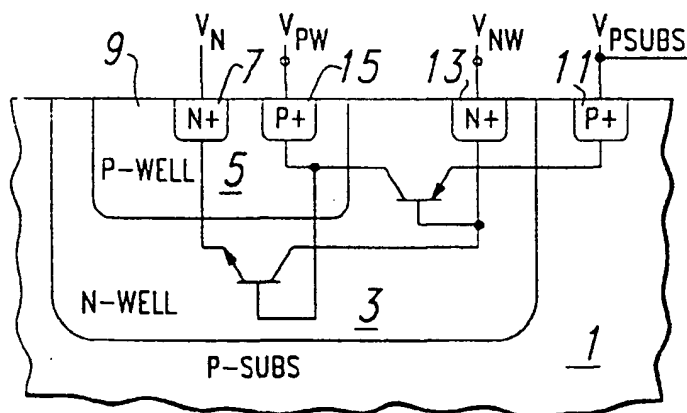 V_N V_PW V_NW V_PSUBS
9 7 15 13 11
N+ P+ N+ P+
P-WELL 5
N-WELL 3
P-SUBS 1